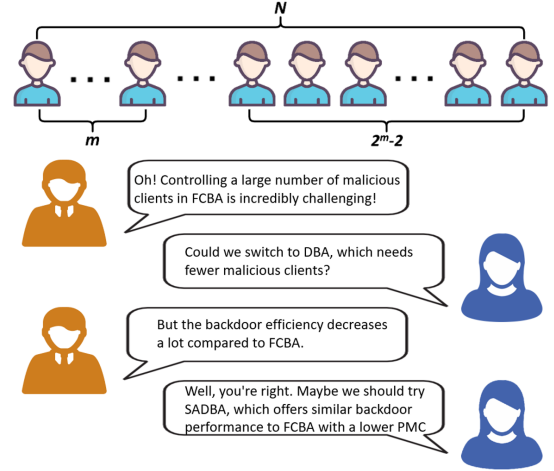 N
m
2^m-2
Oh! Controlling a large number of malicious
clients in FCBA is incredibly challenging!
Could we switch to DBA, which needs
fewer malicious clients?
But the backdoor efficiency decreases
a lot compared to FCBA.
Well, you're right. Maybe we should try
SADBA, which offers similar backdoor
performance to FCBA with a lower PMC